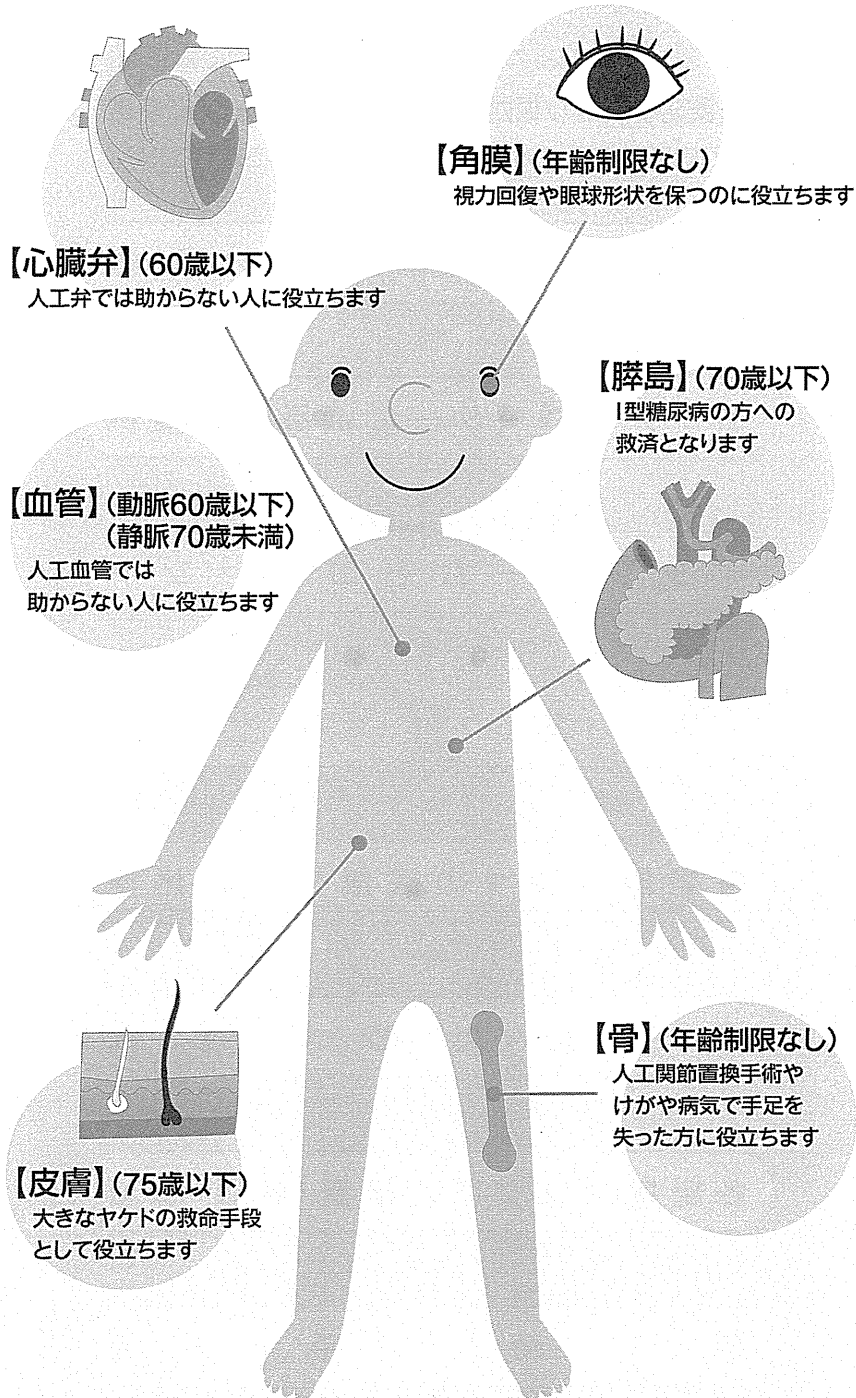 【角膜】(年齢制限なし)
視力回復や眼球形状を保つのに役立ちます
【心臓弁】(60歳以下)
人工弁では助からない人に役立ちます
【膵島】(70歳以下)
I型糖尿病の方への
救済となります
【血管】(動脈60歳以下)
(静脈70歳未満)
人工血管では
助からない人に役立ちます
【骨】(年齢制限なし)
人工関節置換手術や
けがや病気で手足を
失った方に役立ちます
【皮膚】(75歳以下)
大きなヤケドの救命手段
として役立ちます